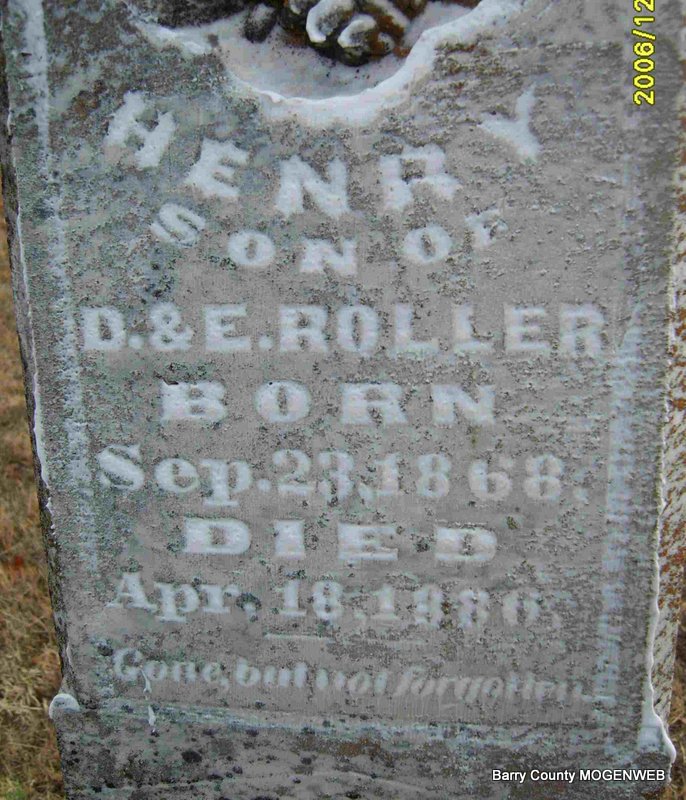 2006/12
HENRY
SON OF
D. & E. ROLLER
BORN
Sep. 23, 1868,
DIED
Apr. 18, 1880,
Gone, but not forgotten
Barry County MOGENWEB